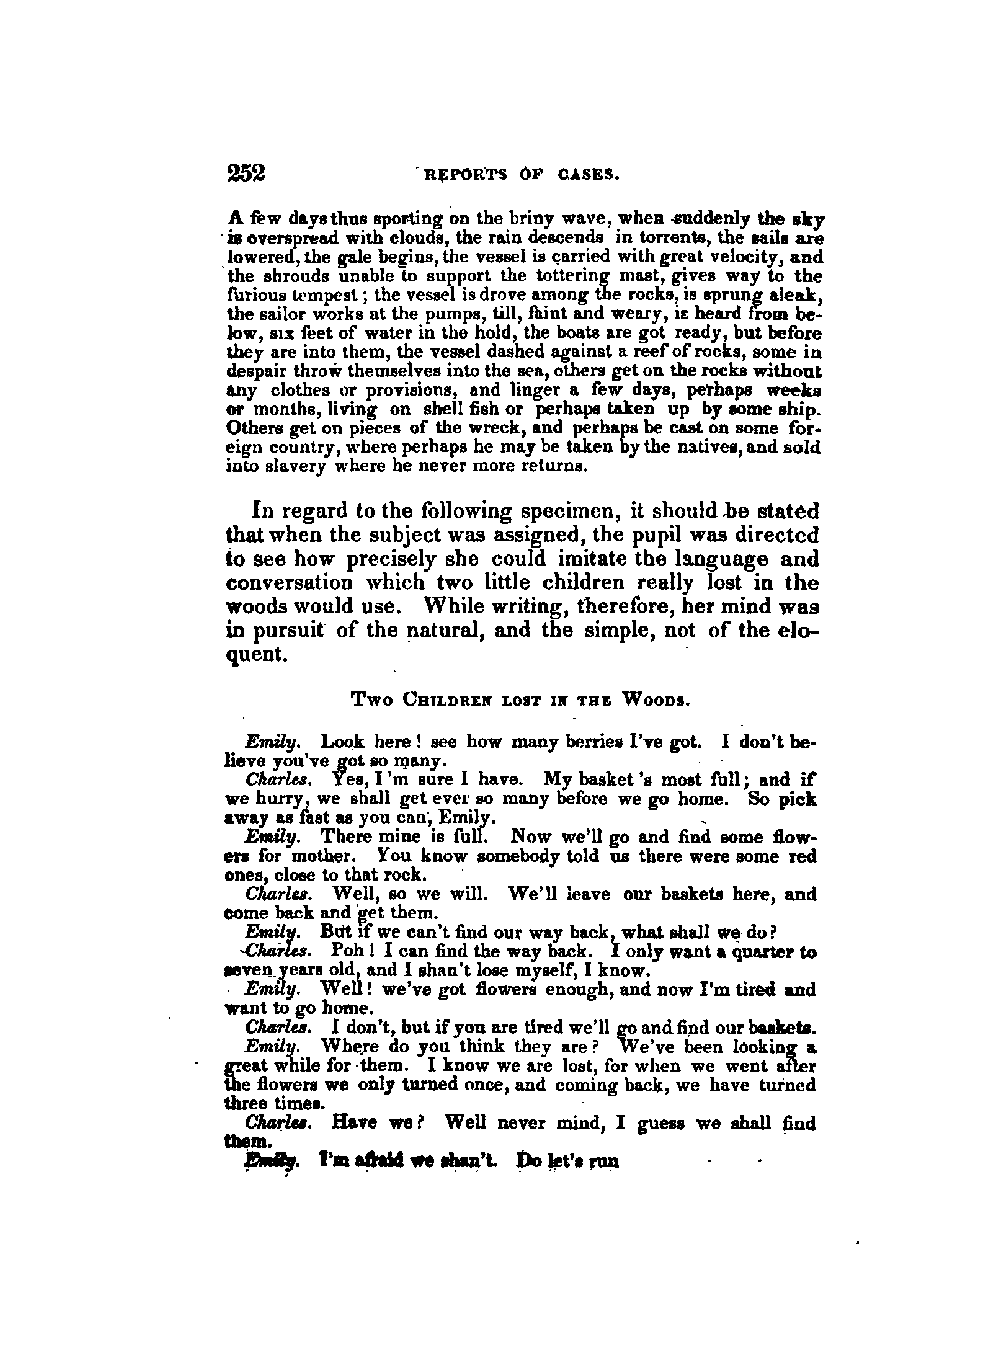 252 REPORTS OF CASES.
A few days thus sporting on the briny wave, when suddenly the sky
is overspread with clouds, the rain descends in torrents, the sails are
lowered, the gale begins, the vessel is carried with great velocity, and
the shrouds unable to support the tottering mast, gives way to the
furious tempest; the vessel is drove among the rocks, is sprung aleak,
the sailor works at the pumps, till, faint and weary, is heard from be-
low, six feet of water in the hold, the boats are got ready, but before
they are into them, the vessel dashed against a reef of rocks, some in
despair throw themselves into the sea, others get on the rocks without
any clothes or provisions, and linger a few days, perhaps weeks
or months, living on shell fish or perhaps taken up by some ship.
Others get on pieces of the wreck, and perhaps be cast on some for-
eign country, where perhaps he may be taken by the natives, and sold
into slavery where he never more returns.
In regard to the following specimen, it should be stated
that when the subject was assigned, the pupil was directed
to see how precisely she could imitate the language and
conversation which two little children really lost in the
woods would use. While writing, therefore, her mind was
in pursuit of the natural, and the simple, not of the elo-
quent.
TWO CHILDREN LOST IN THE WOODS.
Emily. Look here! see how many berries I've got. I don't be-
lieve you've got so many.
Charles. Yes, I'm sure I have. My basket's most full; and if
we hurry, we shall get ever so many before we go home. So pick
away as fast as you can, Emily.
Emily. There mine is full. Now we'll go and find some flow-
ers for mother. You know somebody told us there were some red
ones, close to that rock.
Charles. Well, so we will. We'll leave our baskets here, and
come back and get them.
Emily. But if we can't find our way back, what shall we do?
Charles. Poh! I can find the way back. I only want a quarter to
seven years old, and I shan't lose myself, I know.
Emily. Well! we've got flowers enough, and now I'm tired and
want to go home.
Charles. I don't, but if you are tired we'll go and find our baskets.
Emily. Where do you think they are? We've been looking a
great while for them. I know we are lost, for when we went after
the flowers we only turned once, and coming back, we have turned
three times.
Charles. Have we? Well never mind, I guess we shall find
them.
Emily. I'm afraid we shan't. Do let's run